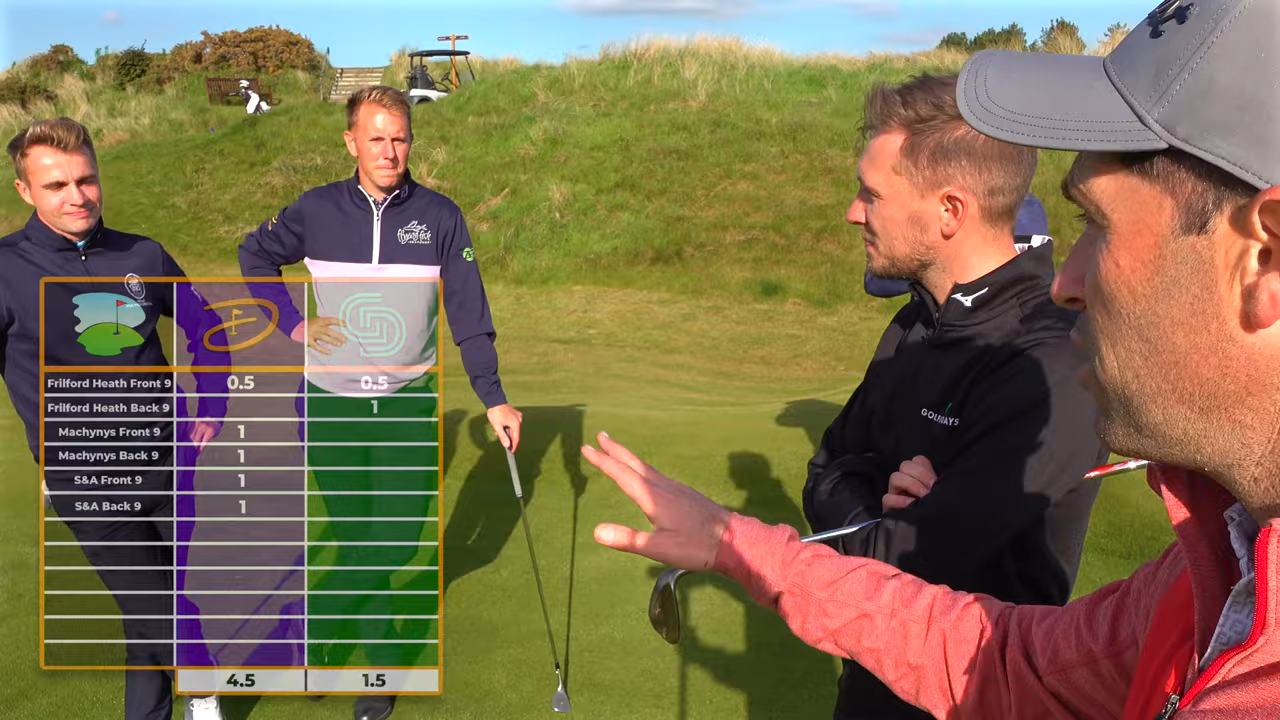 Frilford Heath Front 9 0.5 0.5
Frilford Heath Back 9 1
Machynys Front 9 1
Machynys Back 9 1
S&A Front 9 1
S&A Back 9 1
4.5 1.5